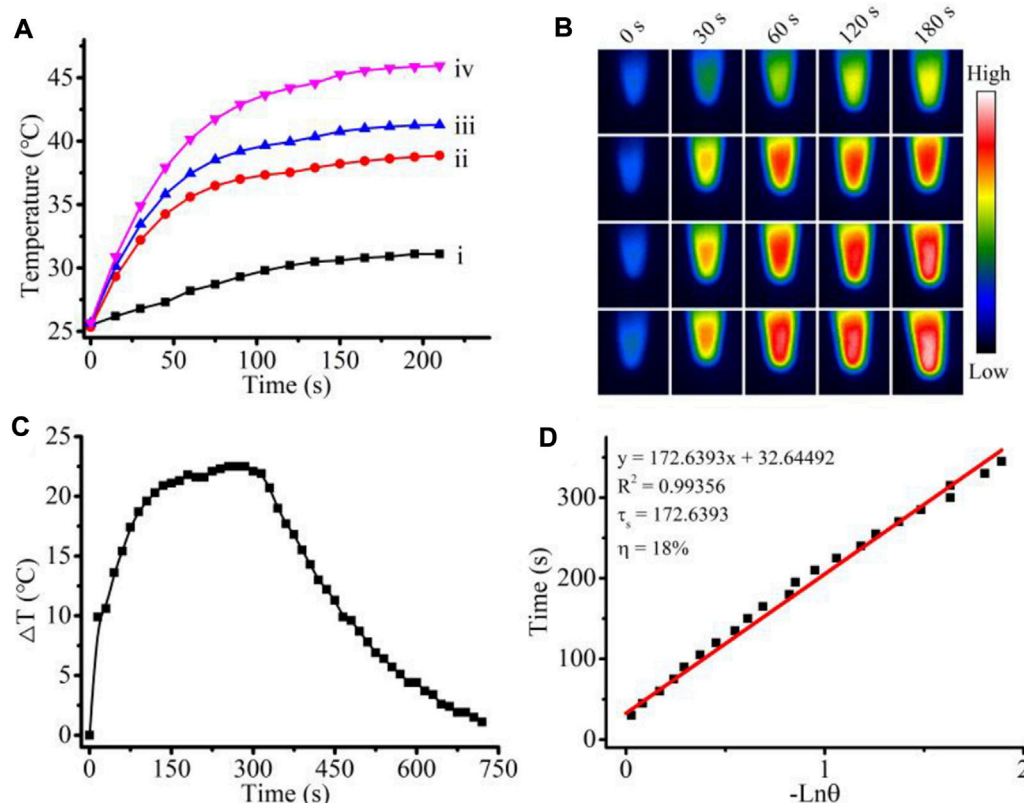 A
45
40
35
30
25
Temperature (°C)
iv
iii
ii
i
0 50 100 150 200
Time (s)
B
0 s 30 s 60 s 120 s 180 s
High
Low
C
25
20
15
10
5
0
△T (°C)
0 150 300 450 600 750
Time (s)
D
y = 172.6393x + 32.64492
R² = 0.99356
τs = 172.6393
η = 18%
300
200
100
0
Time (s)
0 1 2
-Lnθ